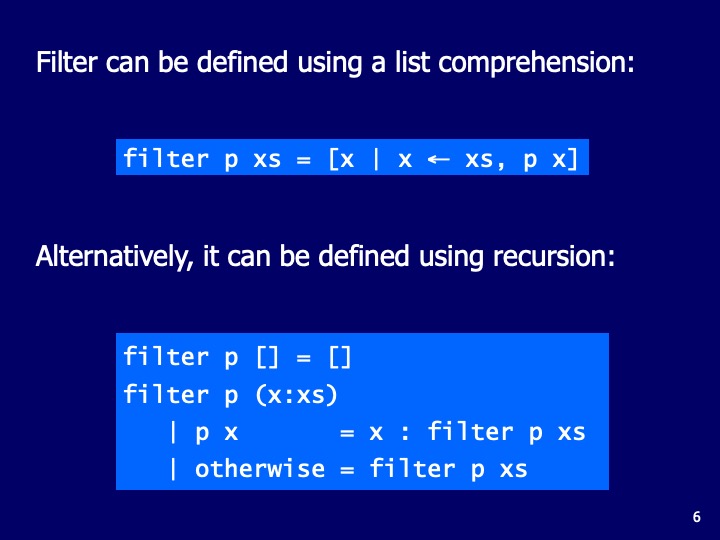 Filter can be defined using a list comprehension:
filter p xs = [x | x ← xs, p x]
Alternatively, it can be defined using recursion:
filter p [] = []
filter p (x:xs)
   | p x       = x : filter p xs
   | otherwise = filter p xs
6